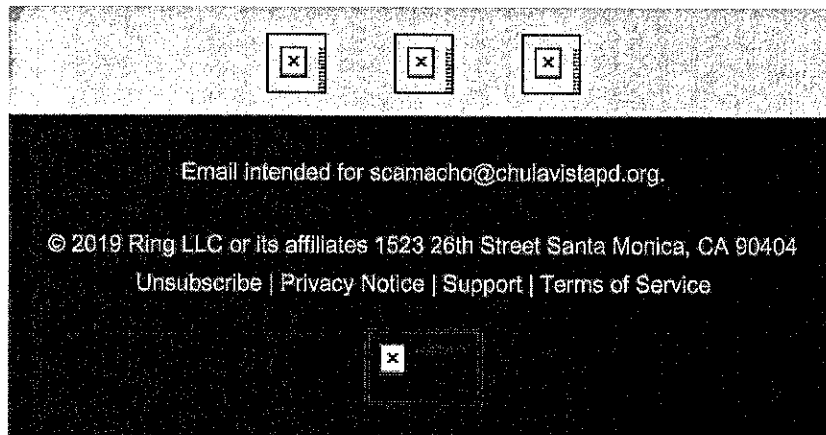 Email intended for scamacho@chulavistapd.org.
© 2019 Ring LLC or its affiliates 1523 26th Street Santa Monica, CA 90404
Unsubscribe | Privacy Notice | Support | Terms of Service